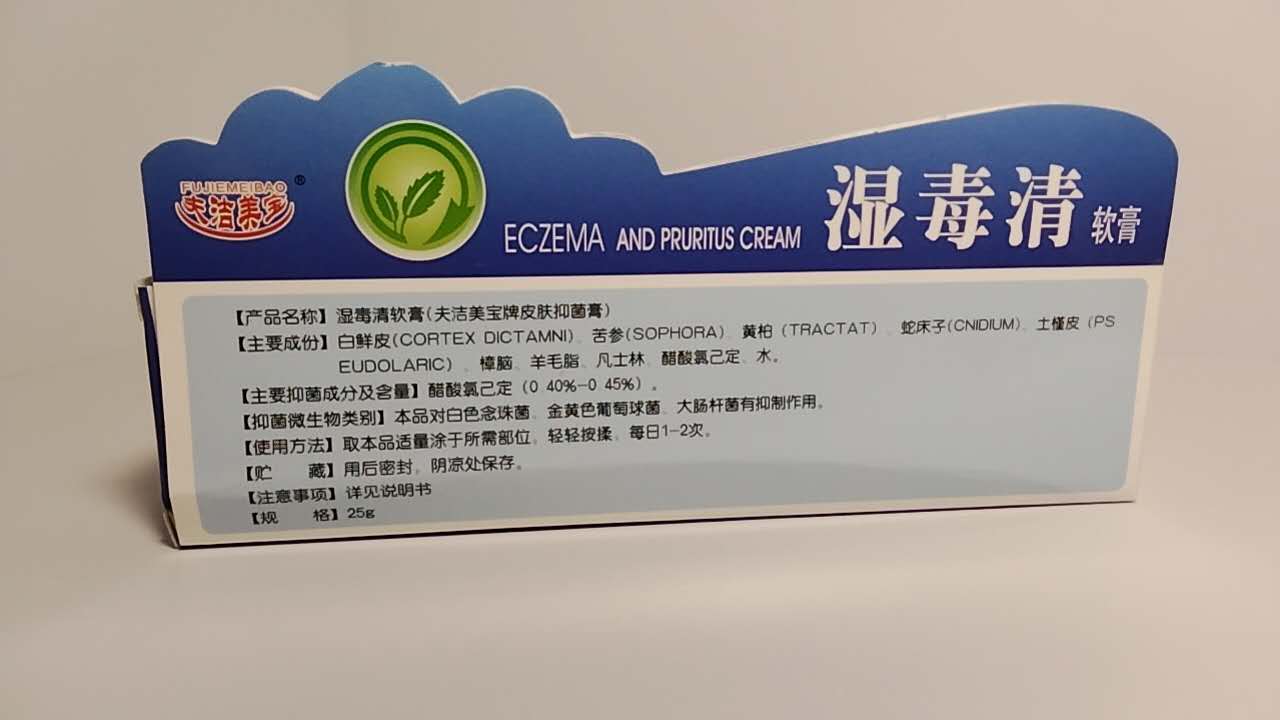 FUJIEMEIBAO ®
夫洁美宝
ECZEMA AND PRURITUS CREAM 湿毒清 软膏
【产品名称】湿毒清软膏(夫洁美宝牌皮肤抑菌膏)
【主要成份】白鲜皮(CORTEX DICTAMNI)、苦参(SOPHORA)、黄柏(TRACTAT)、蛇床子(CNIDIUM)、土槿皮(PS
EUDOLARIC)、樟脑、羊毛脂、凡士林、醋酸氯己定、水。
【主要抑菌成分及含量】醋酸氯己定(0.40%-0.45%)。
【抑菌微生物类别】本品对白色念珠菌、金黄色葡萄球菌、大肠杆菌有抑制作用。
【使用方法】取本品适量涂于所需部位，轻轻按揉，每日1-2次。
【贮 藏】用后密封，阴凉处保存。
【注意事项】详见说明书
【规 格】25g